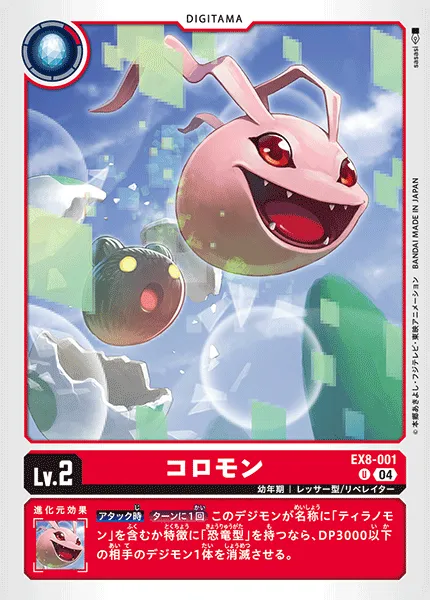 DIGITAMA
sasasi
Lv.2
コロモン
EX8-001
U 04
幼年期 | レッサー型/リベレイター
進化元効果
アタック時 ターンに1回 このデジモンが名称に「ティラノモ
ン」を含むか特徴に「恐竜型」を持つなら、DP3000以下
の相手のデジモン1体を消滅させる。
© 本郷あきよし・フジテレビ・東映アニメーション BANDAI MADE IN JAPAN